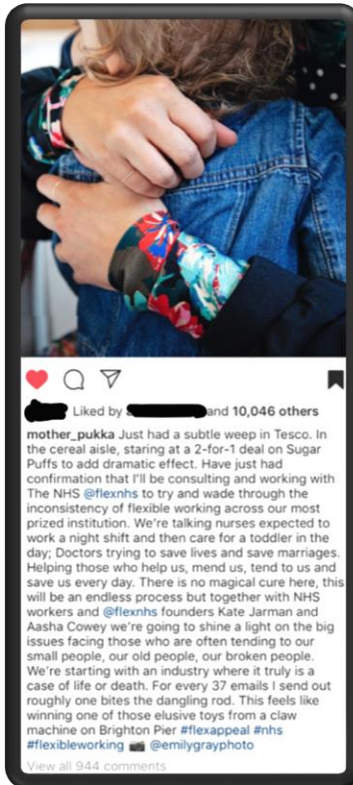 Liked by and 10,046 others
mother_pukka Just had a subtle weep in Tesco. In
the cereal aisle, staring at a 2-for-1 deal on Sugar
Puffs to add dramatic effect. Have just had
confirmation that I'll be consulting and working with
The NHS @flexnhs to try and wade through the
inconsistency of flexible working across our most
prized institution. We're talking nurses expected to
work a night shift and then care for a toddler in the
day; Doctors trying to save lives and save marriages.
Helping those who help us, mend us, tend to us and
save us every day. There is no magical cure here, this
will be an endless process but together with NHS
workers and @flexnhs founders Kate Jarman and
Aasha Cowey we're going to shine a light on the big
issues facing those who are often tending to our
small people, our old people, our broken people.
We're starting with an industry where it truly is a
case of life or death. For every 37 emails I send out
roughly one bites the dangling rod. This feels like
winning one of those elusive toys from a claw
machine on Brighton Pier #flexappeal #nhs
#flexibleworking 📷 @emilygrayphoto
View all 944 comments